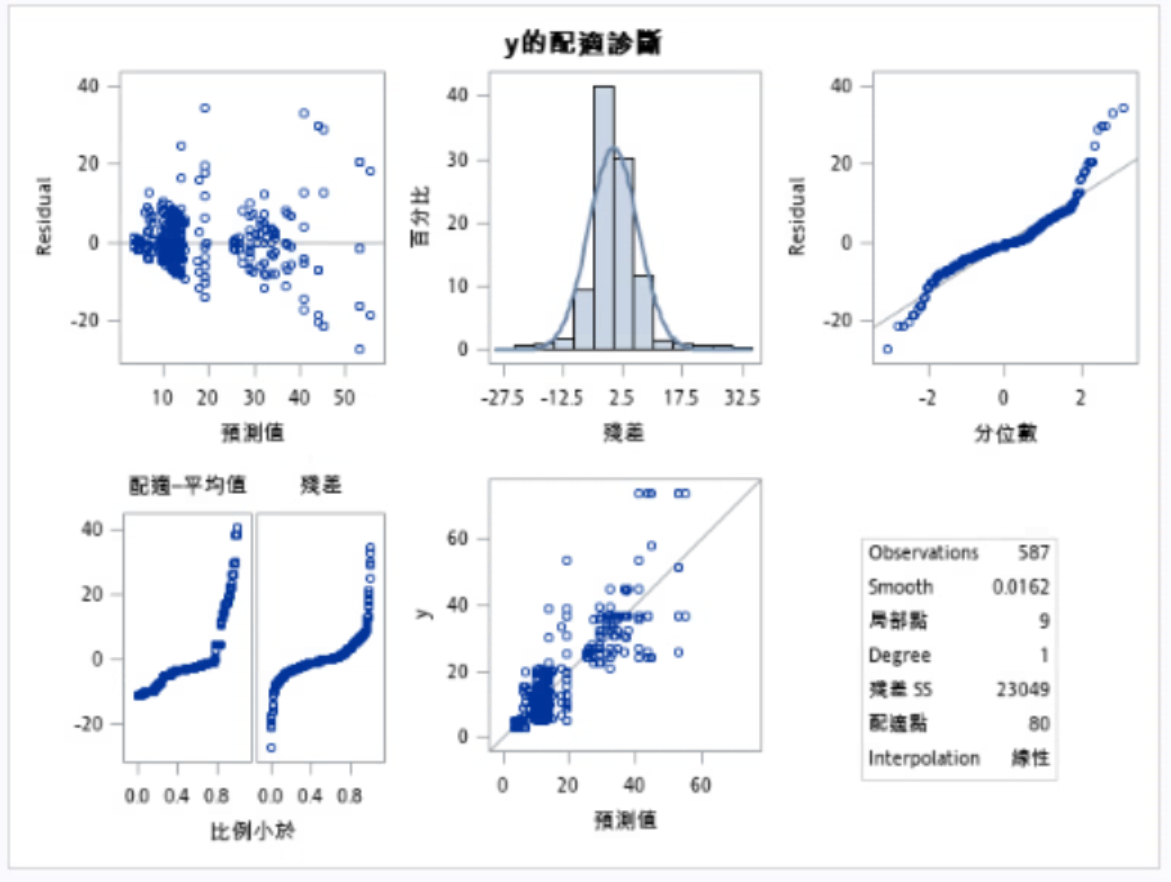 y的配適診斷
Residual
40
20
0
-20
10 20 30 40 50
預測值
百分比
40
30
20
10
0
-27.5 -12.5 2.5 17.5 32.5
殘差
Residual
40
20
0
-20
-2 0 2
分位數
配適–平均值 殘差
40
20
0
-20
0.0 0.4 0.8 0.0 0.4 0.8
比例小於
y
60
40
20
0
0 20 40 60
預測值
Observations 587
Smooth 0.0162
局部點 9
Degree 1
殘差 SS 23049
配適點 80
Interpolation 線性